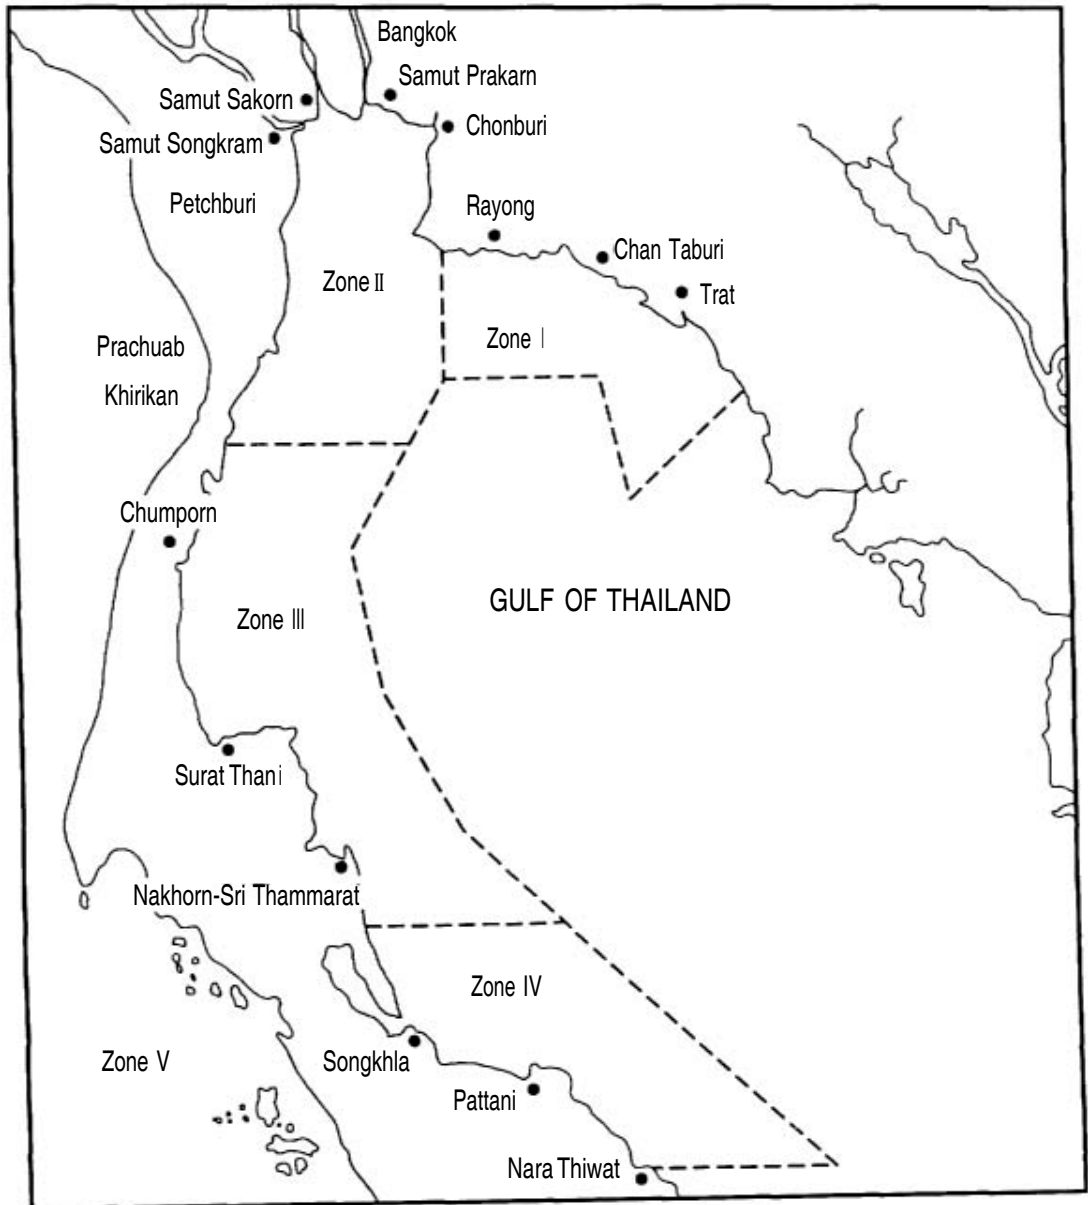 Bangkok
Samut Prakarn
Samut Sakorn
Chonburi
Samut Songkram
Petchburi
Rayong
Chan Taburi
Zone II
Trat
Zone I
Prachuab
Khirikan
Chumporn
GULF OF THAILAND
Zone III
Surat Thani
Nakhorn-Sri Thammarat
Zone IV
Zone V
Songkhla
Pattani
Nara Thiwat